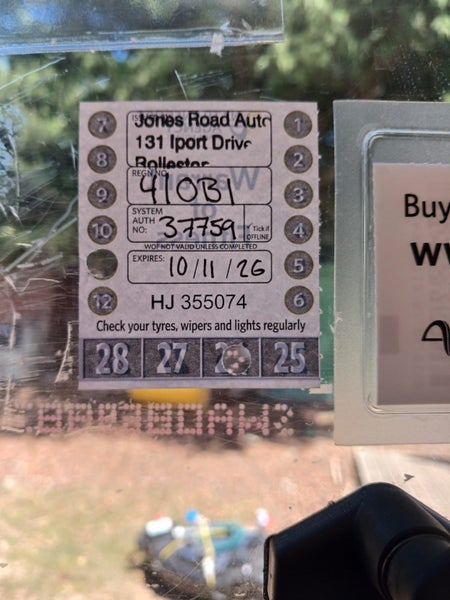 Jones Road Auto
131 Iport Drive
Rolleston
REGN NO
410B1
SYSTEM
AUTH
NO: 37759 Tick if
OFFLINE
WOF NOT VALID UNLESS COMPLETED
EXPIRES: 10/11/26
HJ 355074
7 1
8 2
9 3
10 4
5
12 6
Check your tyres, wipers and lights regularly
28 27 25
Buy